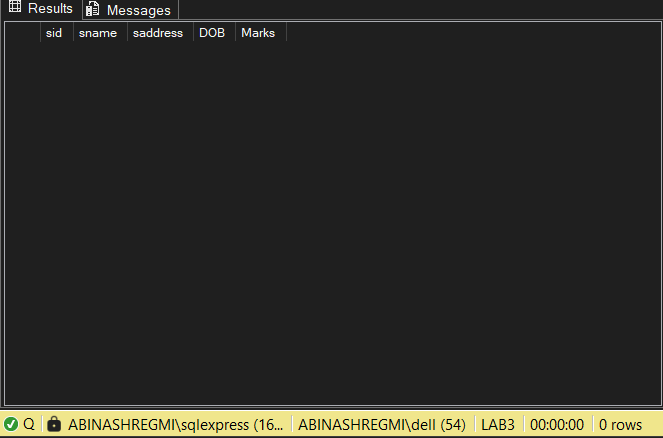 Results Messages
sid sname saddress DOB Marks
Q ABINASHREGMI\sqlexpress (16... ABINASHREGMI\dell (54) LAB3 00:00:00 0 rows